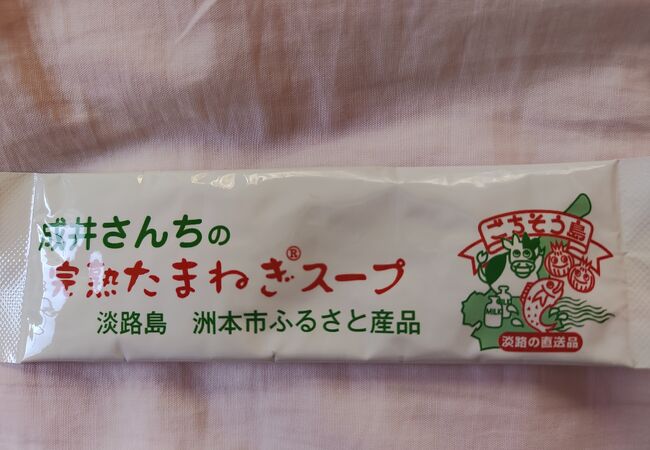 成井さんちの
完熟たまねぎ®スープ
淡路島 洲本市ふるさと産品
ごちそう島
MILK
淡路の直送品